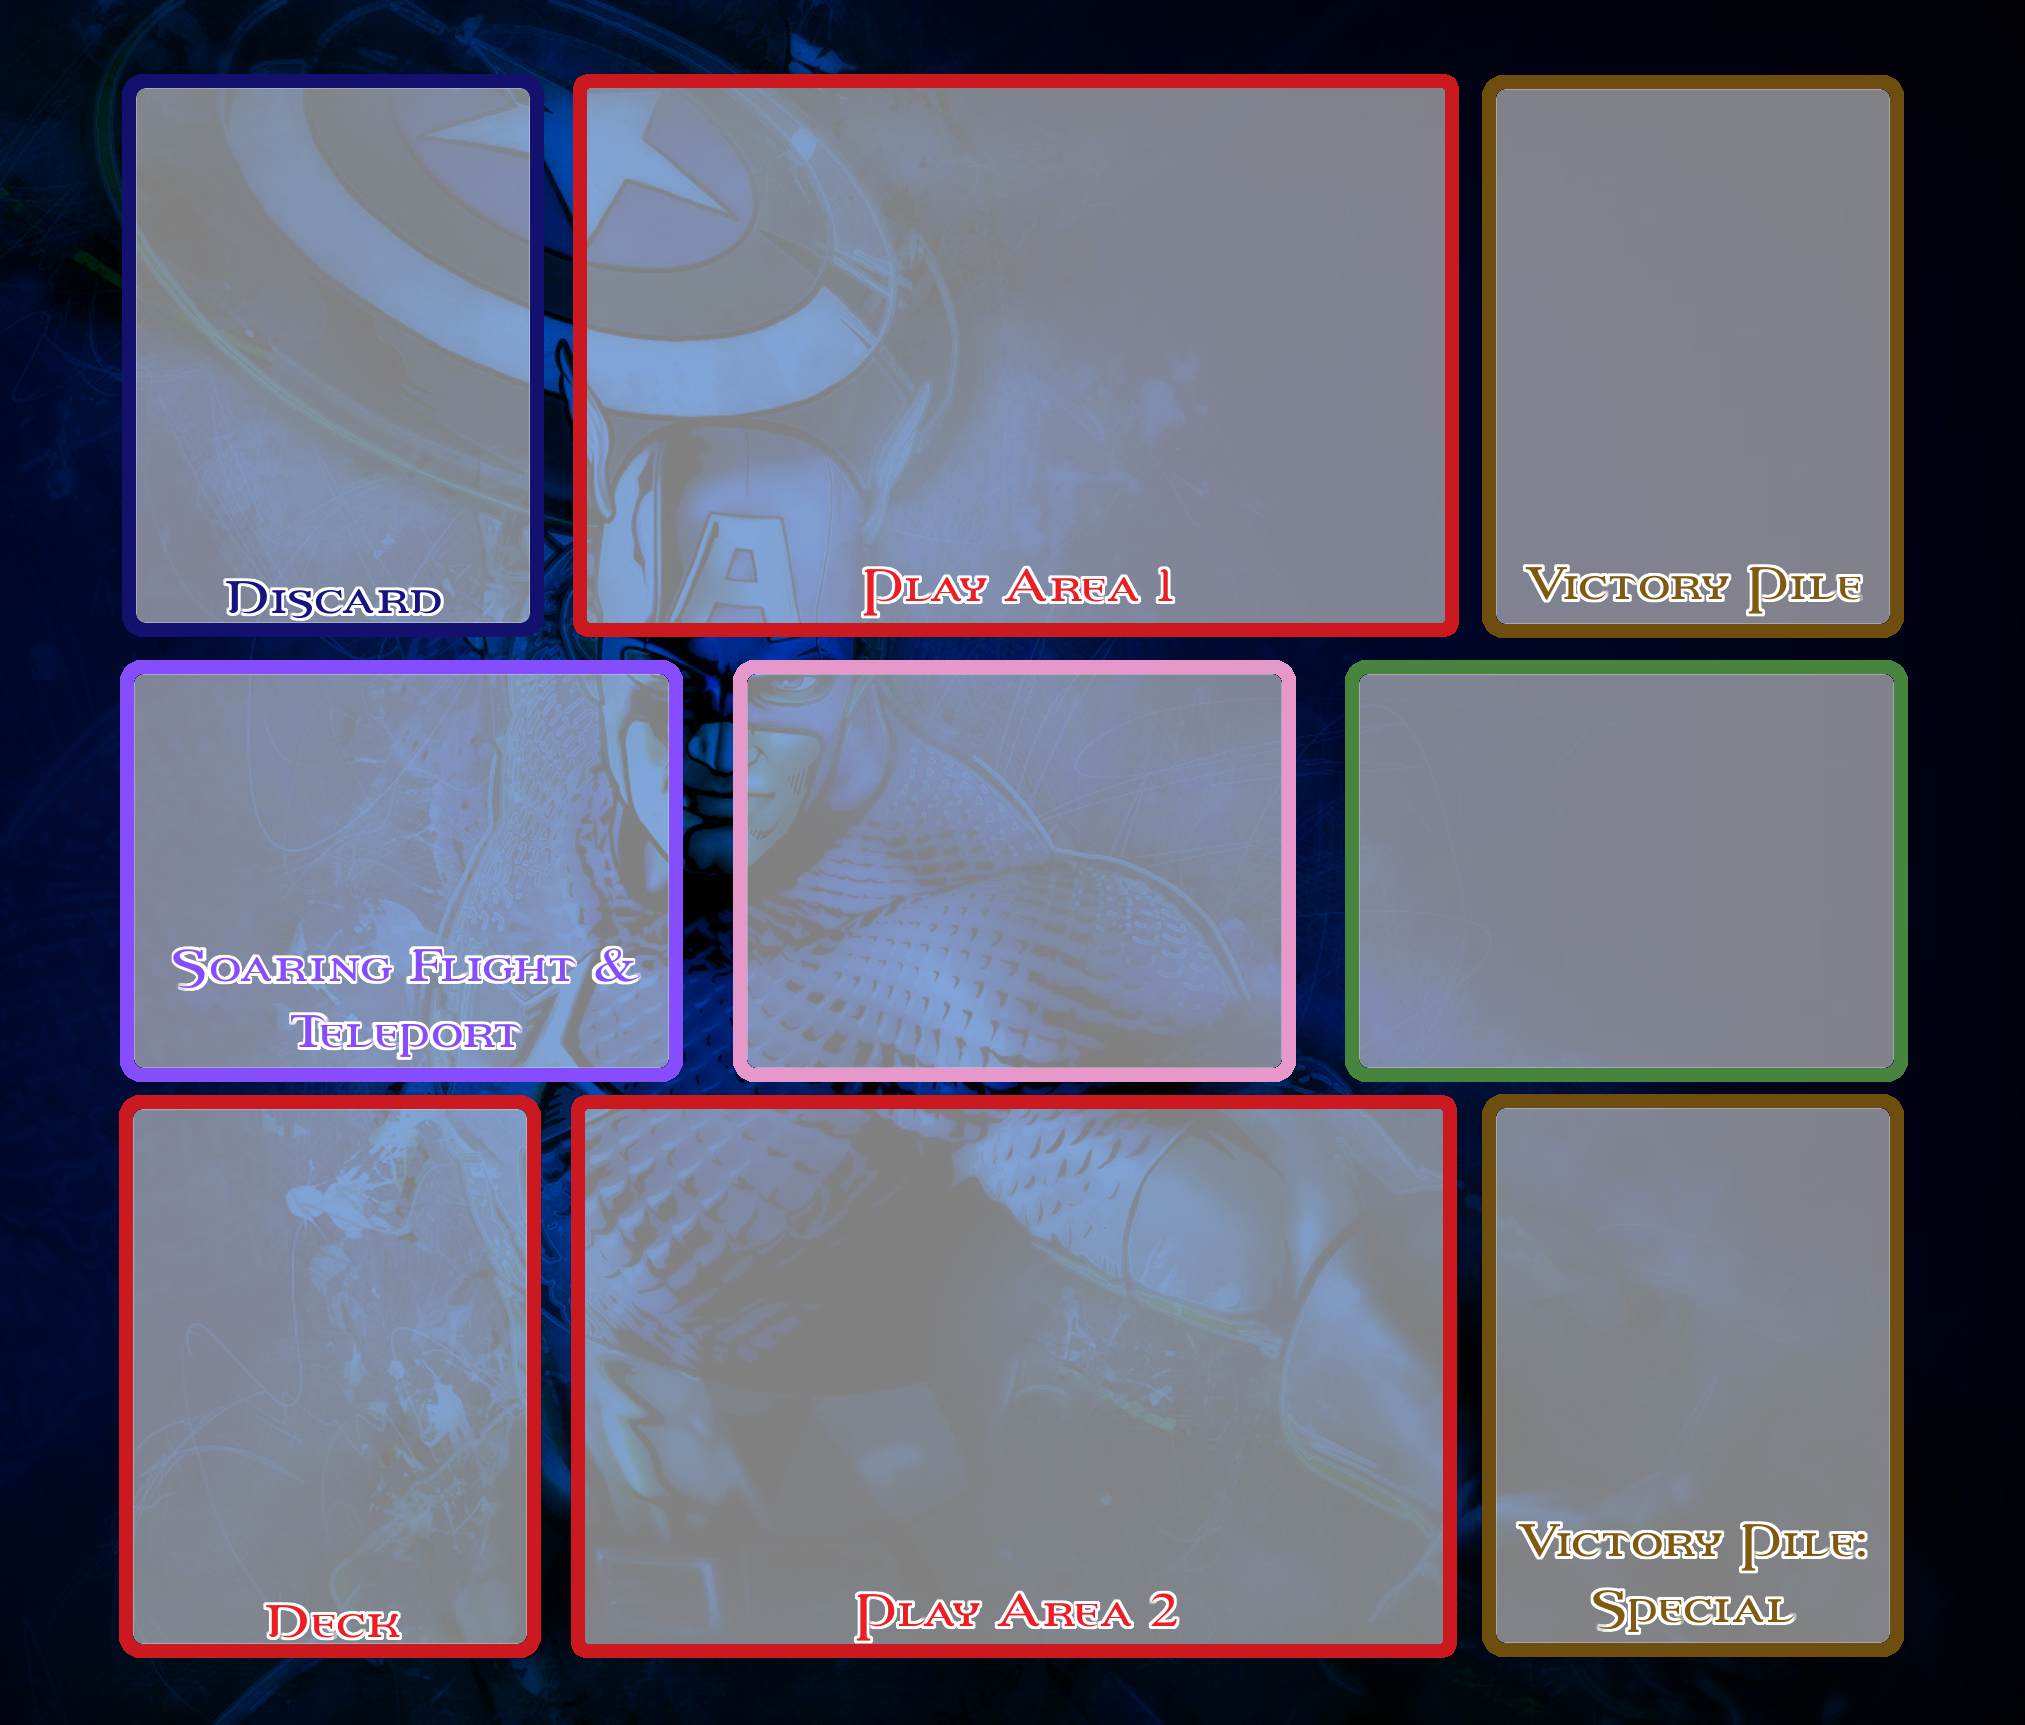 Discard
Play Area 1
Victory Pile
A
Soaring Flight &
Teleport
Deck
Play Area 2
Victory Pile:
Special